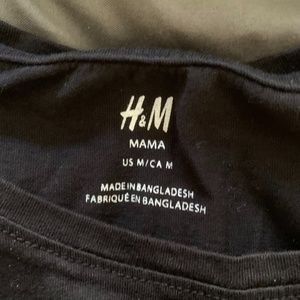 H&M
MAMA
US M/CA M
MADE IN BANGLADESH
FABRIQUÉ EN BANGLADESH